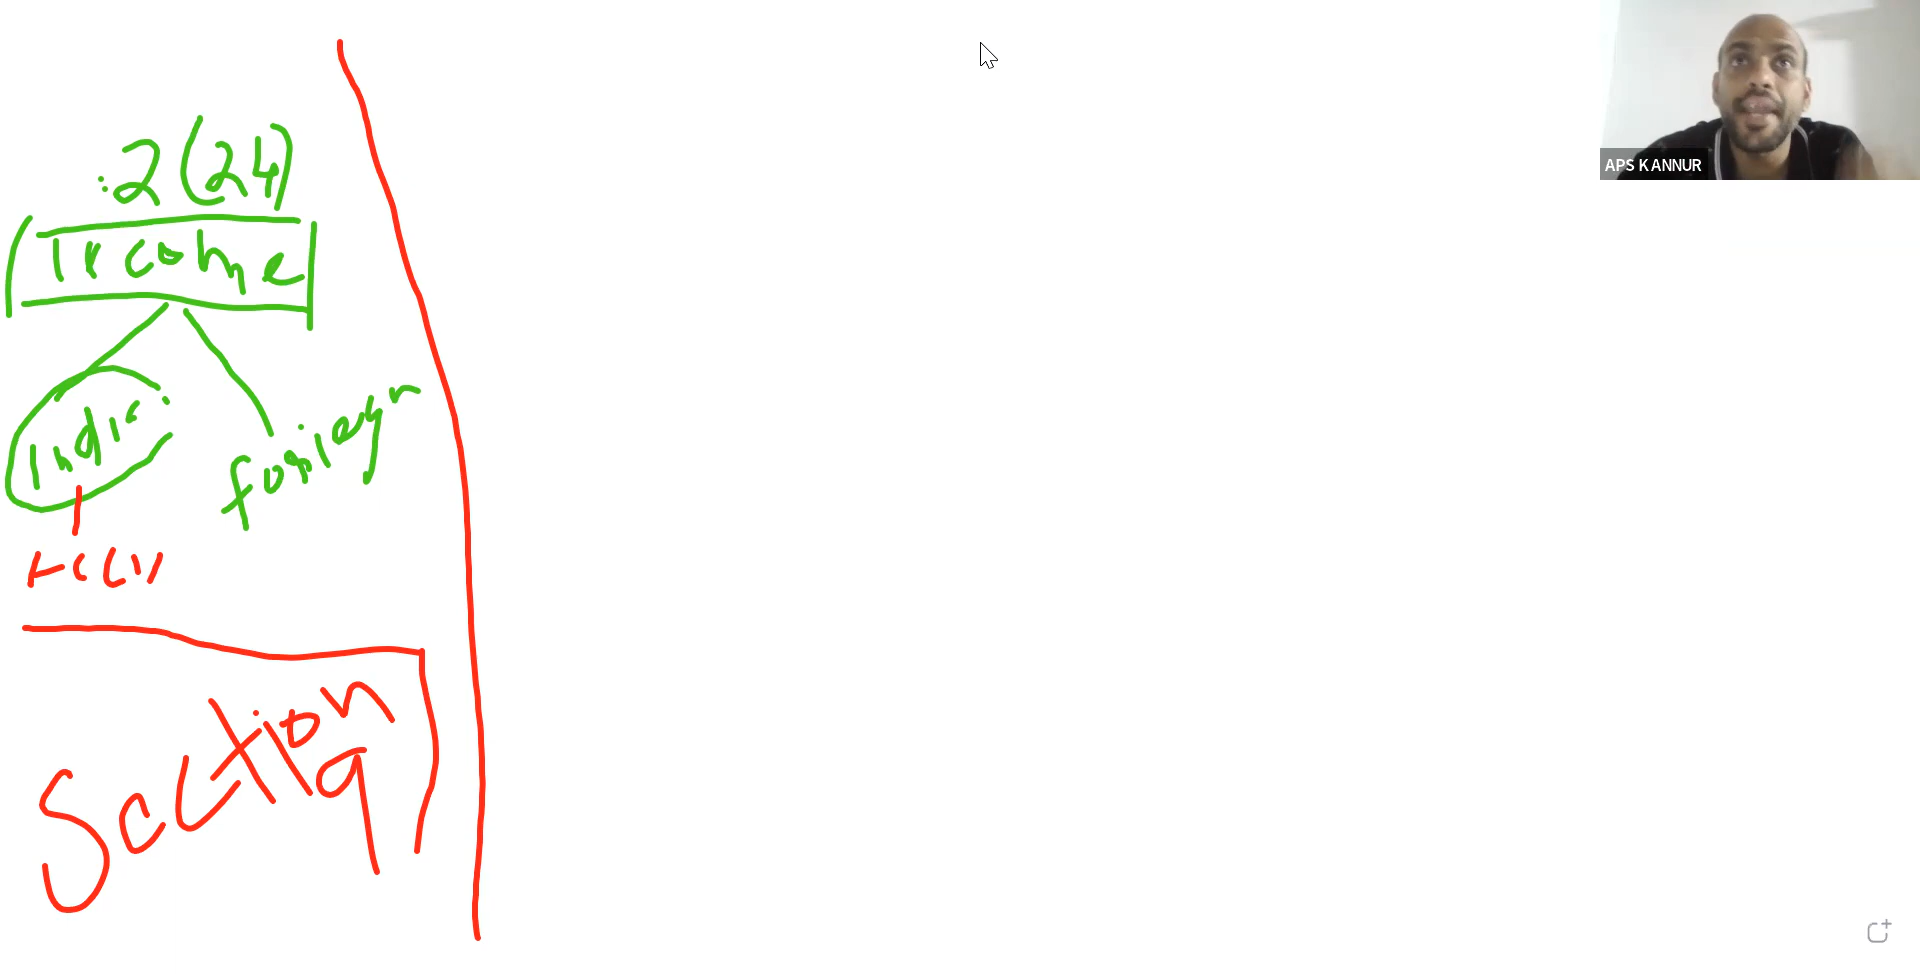 2(24)
Income
India
foriegn
Section
9
APS KANNUR